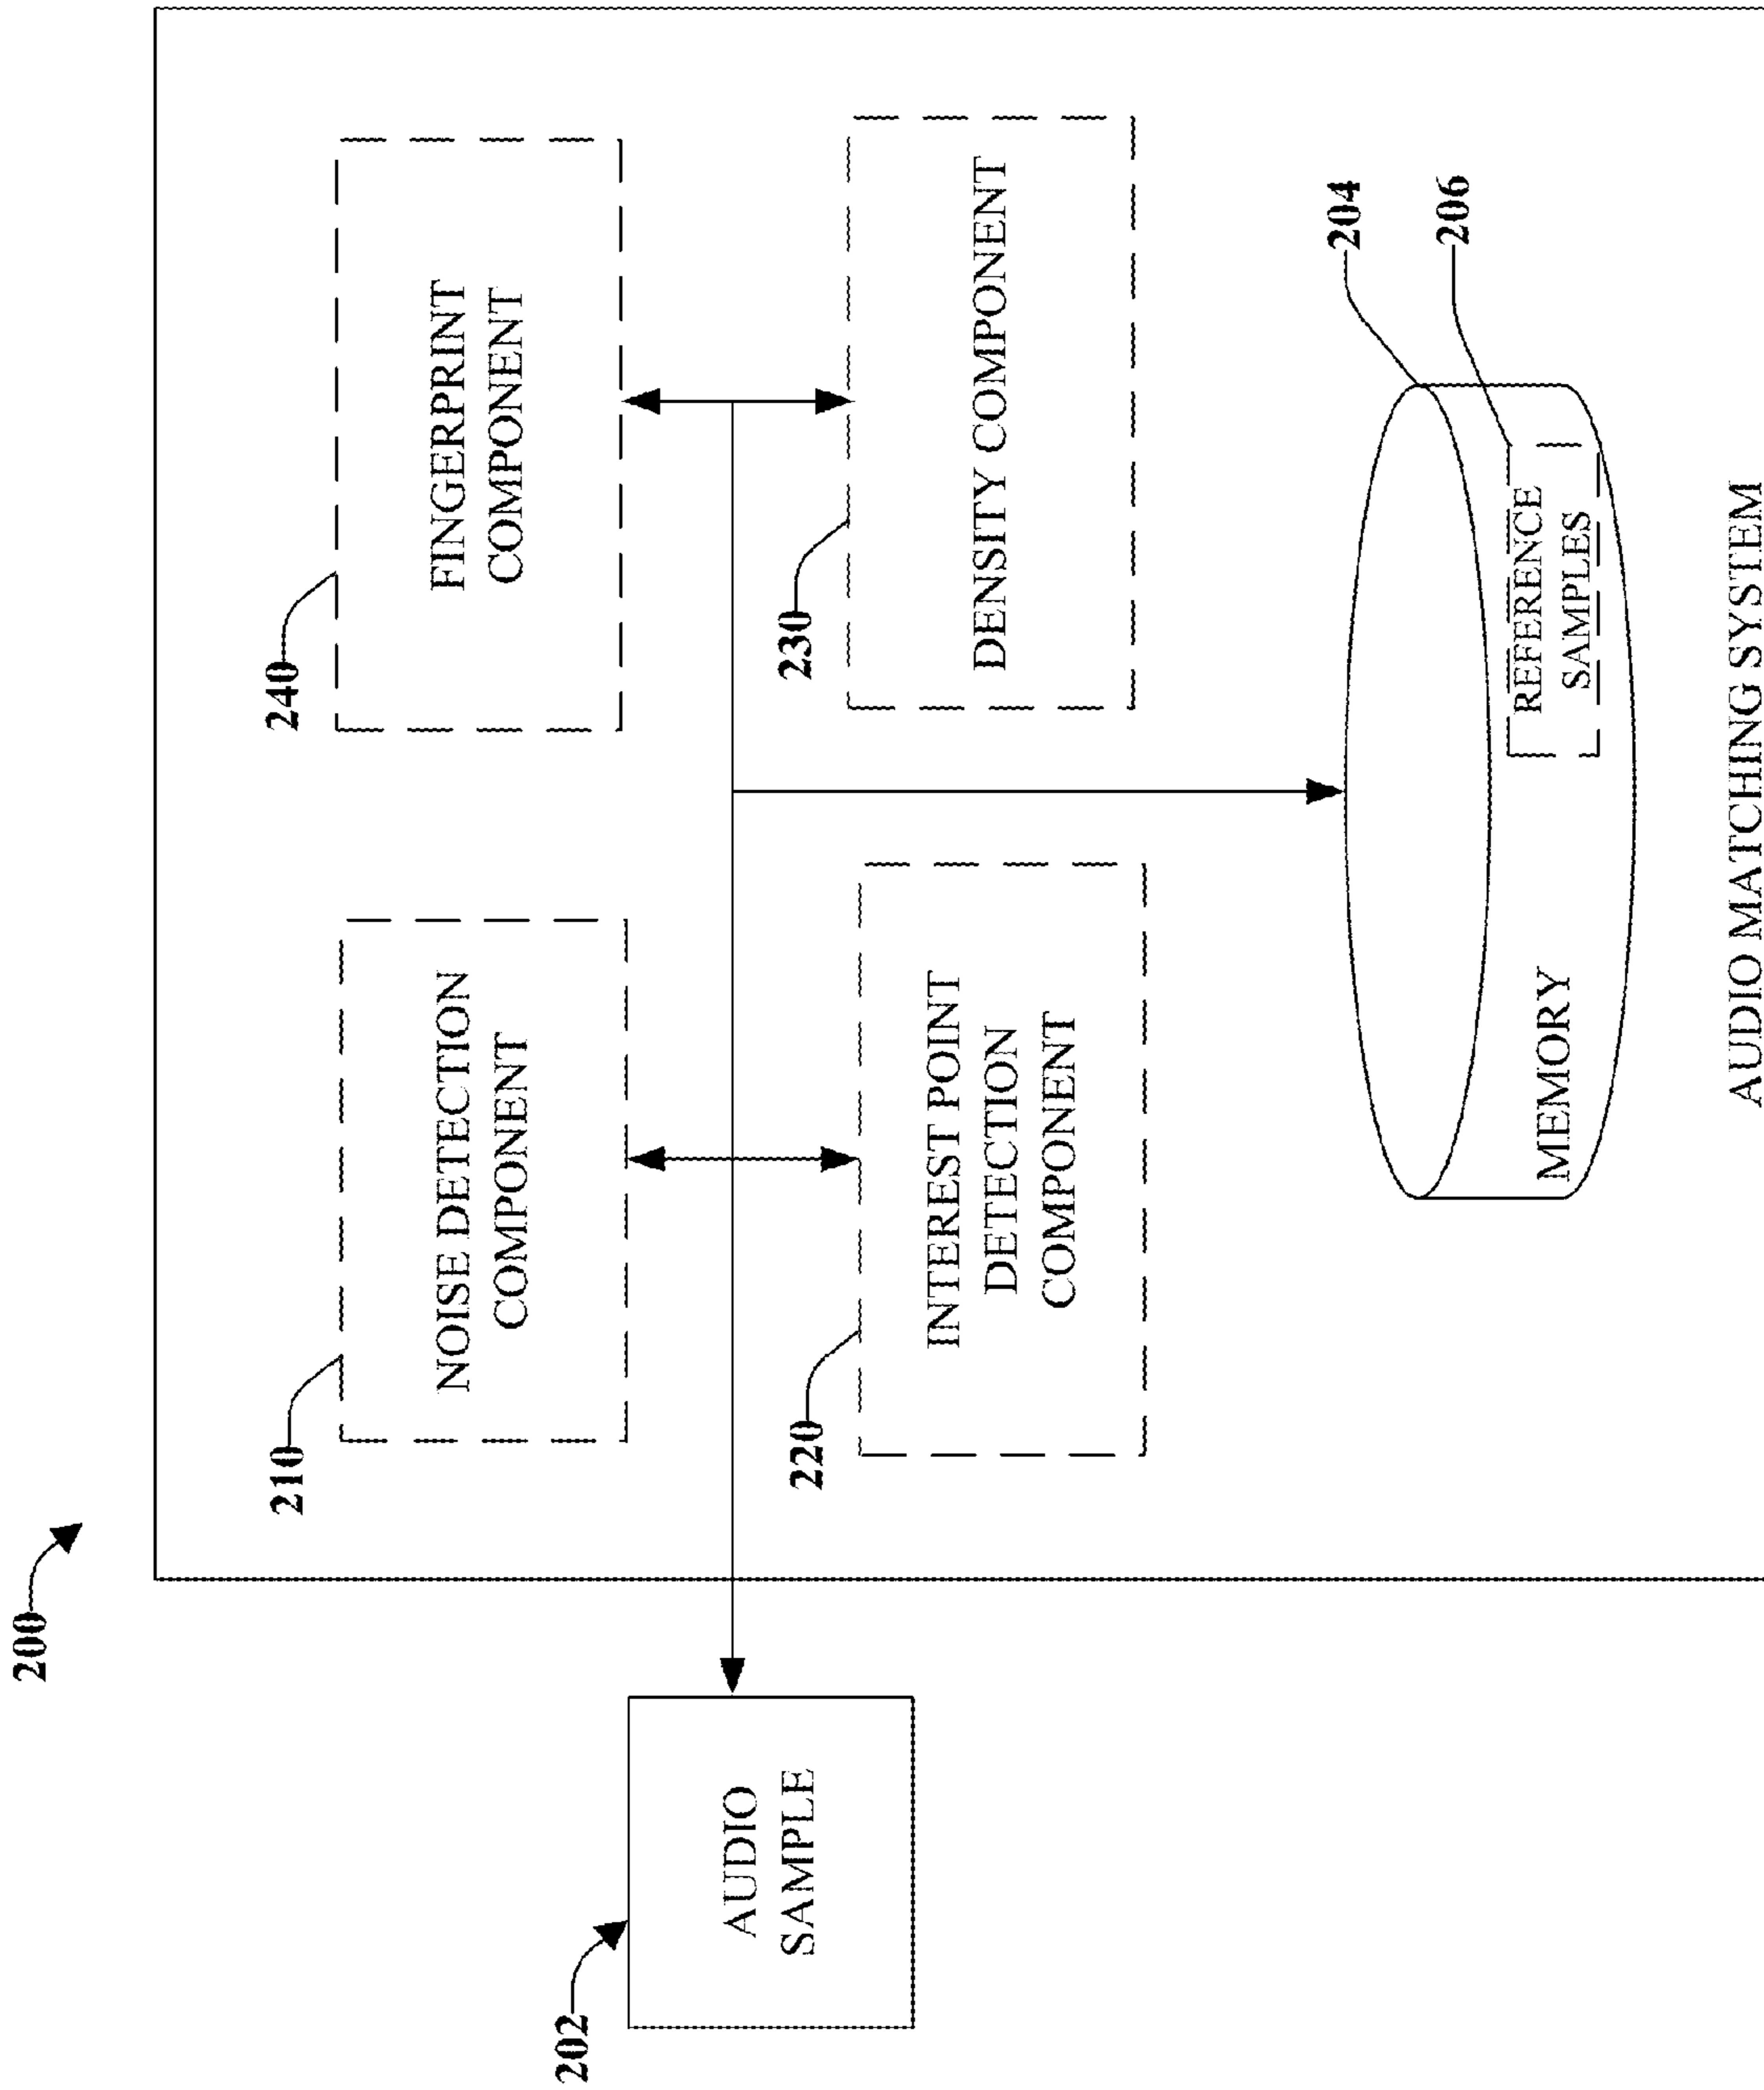 200
210
NOISE DETECTION
COMPONENT
240
FINGERPRINT
COMPONENT
202
AUDIO
SAMPLE
220
INTEREST POINT
DETECTION
COMPONENT
230
DENSITY COMPONENT
204
206
MEMORY
REFERENCE
SAMPLES
AUDIO MATCHING SYSTEM